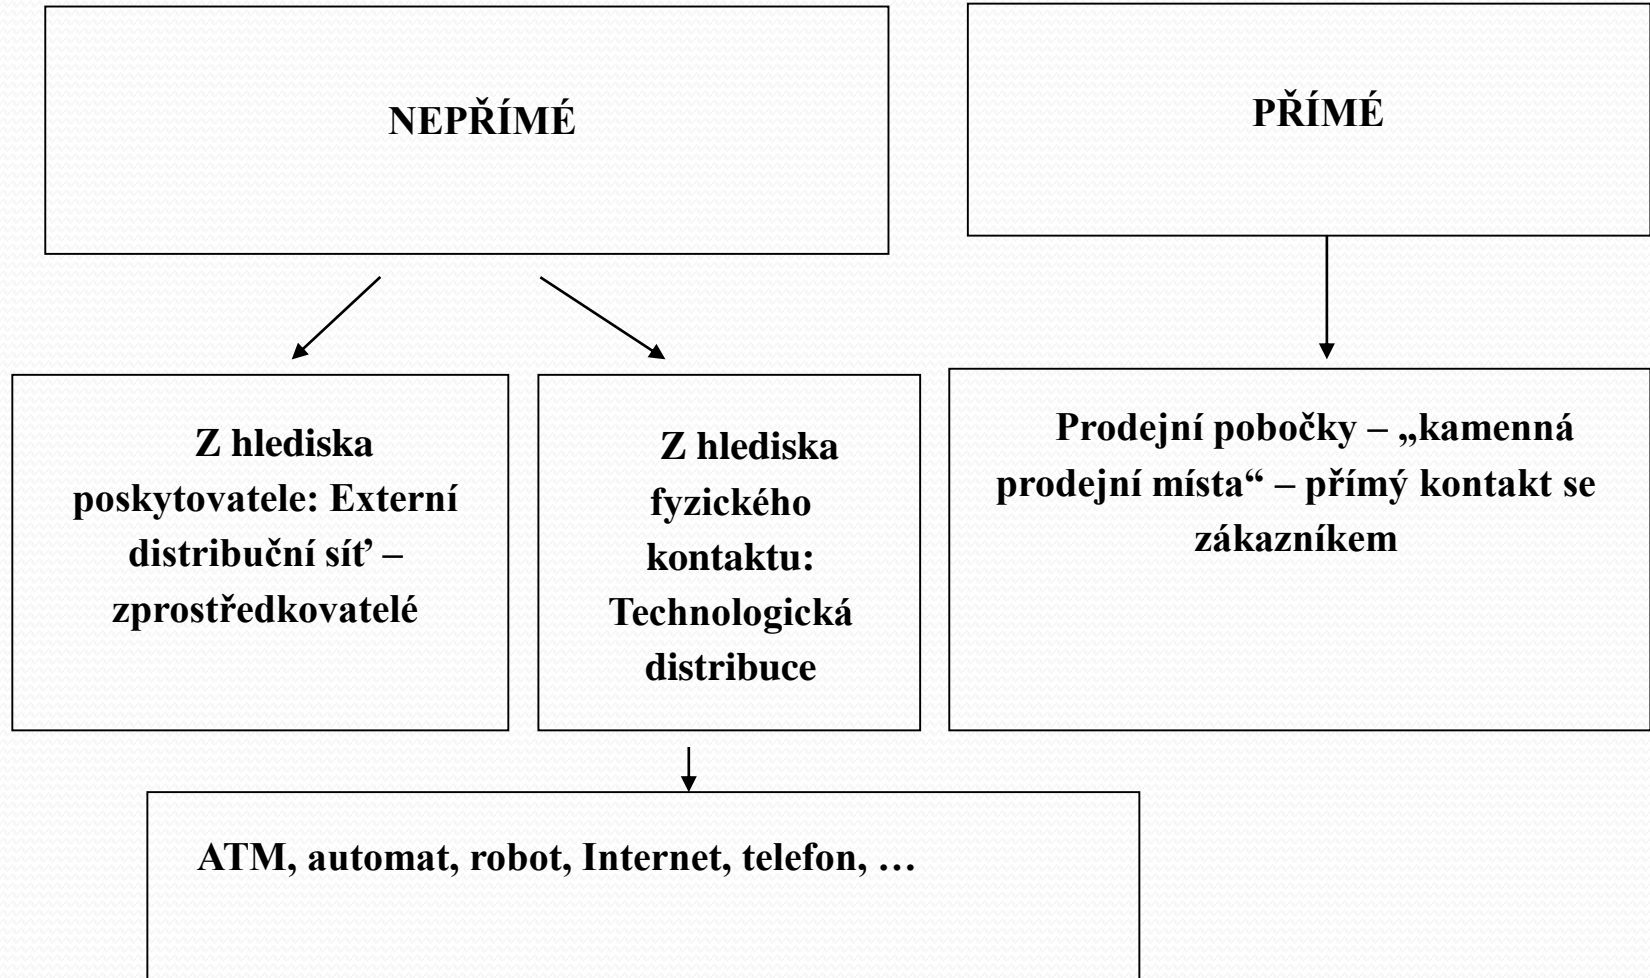 NEPŘÍMÉ
PŘÍMÉ
Z hlediska
poskytovatele: Externí
distribuční síť –
zprostředkovatelé
Z hlediska
fyzického
kontaktu:
Technologická
distribuce
Prodejní pobočky – „kamenná
prodejní místa“ – přímý kontakt se
zákazníkem
ATM, automat, robot, Internet, telefon, …